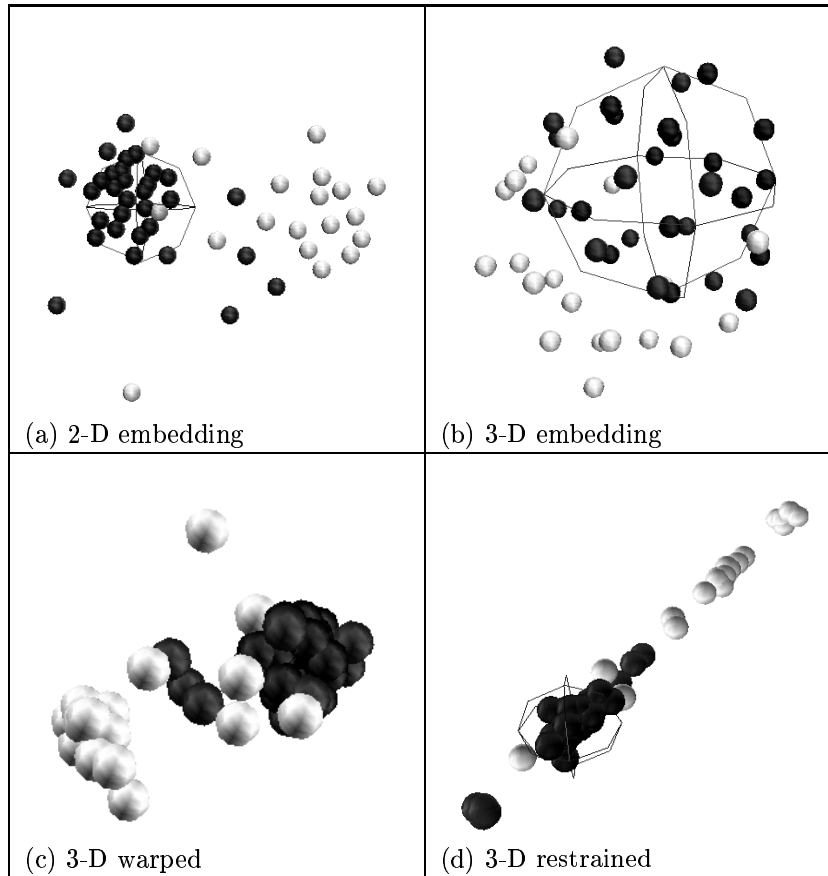 (a) 2-D embedding
(b) 3-D embedding
(c) 3-D warped
(d) 3-D restrained